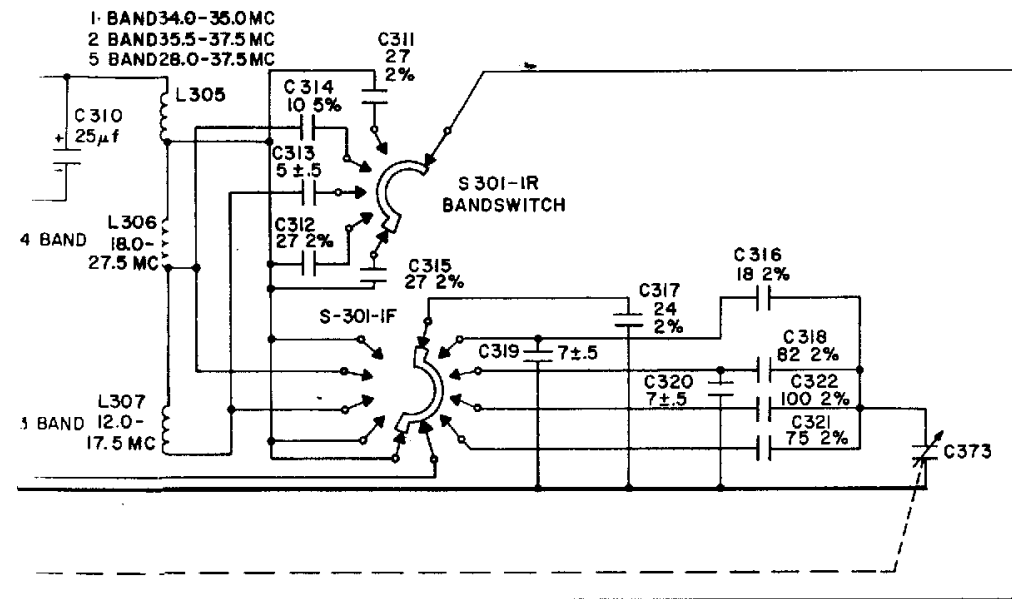 1. BAND34.0-35.0MC
2 BAND35.5-37.5MC
5 BAND28.0-37.5MC
C311
27
2%
L305
C314
10 5%
C310
+ 25μf
-
C313
5 ±.5
S301-1R
BANDSWITCH
L306
18.0-
27.5 MC
4 BAND
C312
27 2%
C315
27 2%
C316
18 2%
S-301-1F
C317
24
2%
C319
7±.5
C318
82 2%
C320
7±.5
C322
100 2%
L307
12.0-
17.5 MC
3 BAND
C321
75 2%
C373